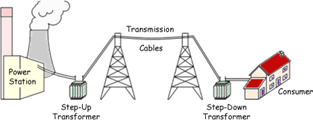 Transmission
Cables
Power
Station
Step-Up
Transformer
Step-Down
Transformer
Consumer